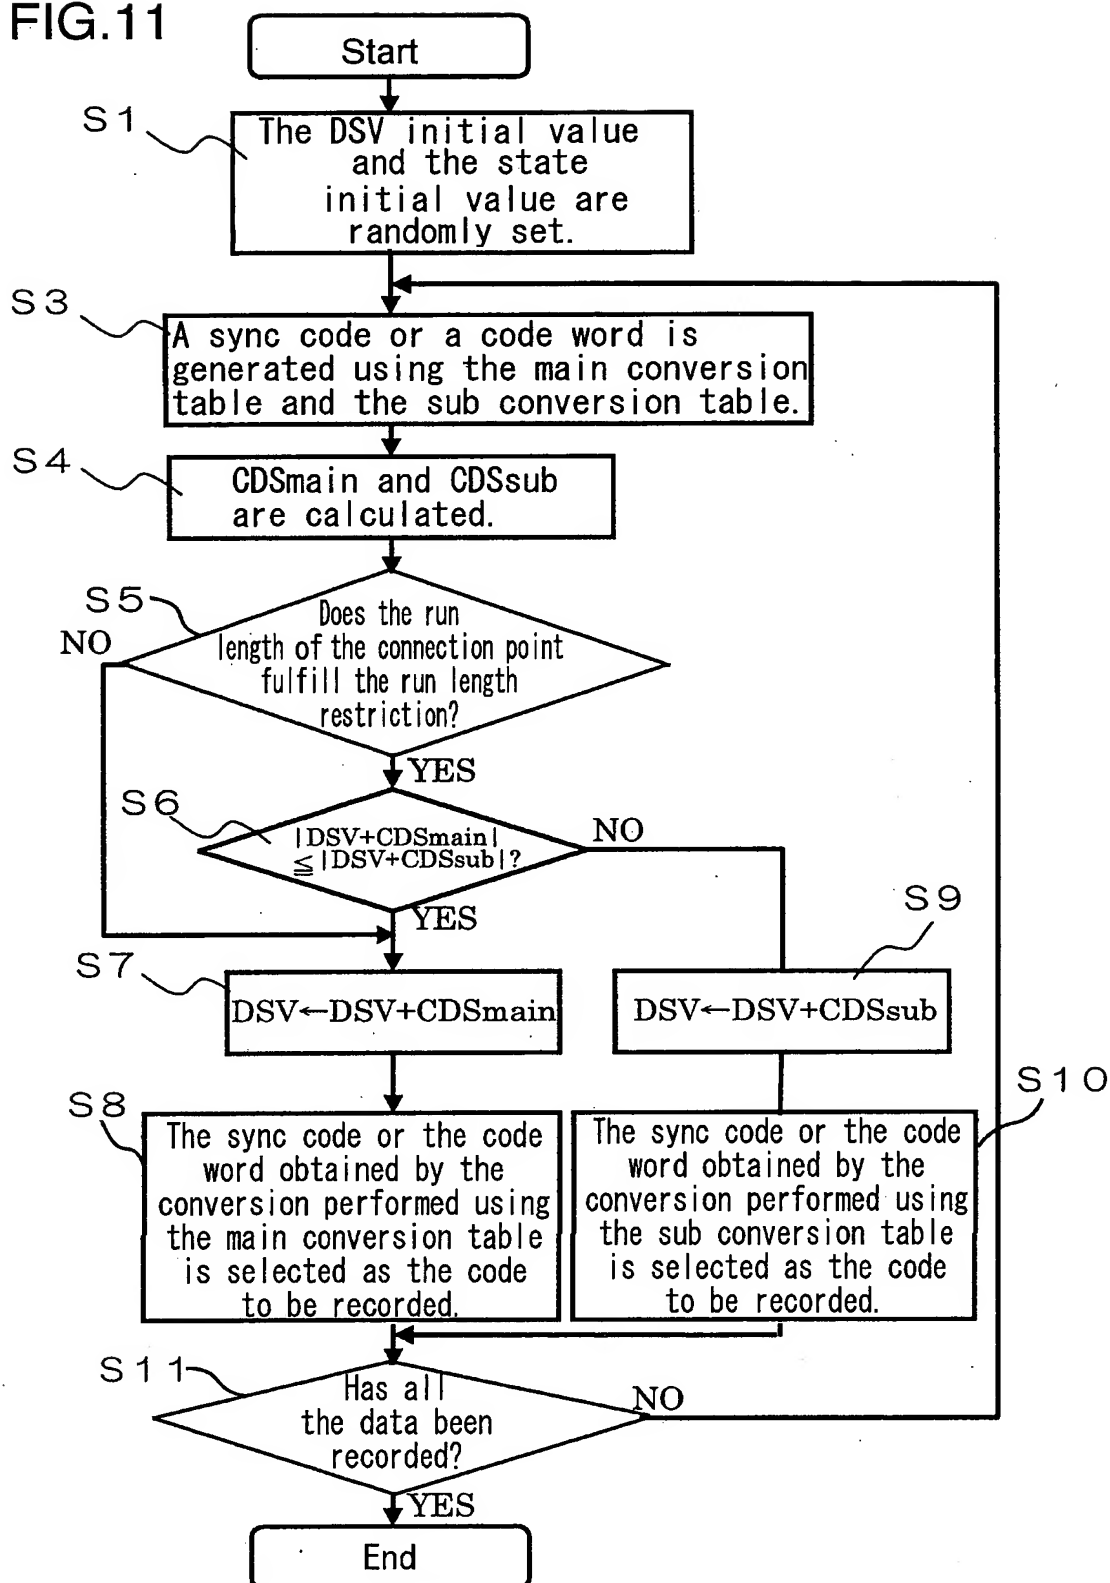 FIG.11
Start
S1
The DSV initial value
and the state
initial value are
randomly set.
S3
A sync code or a code word is
generated using the main conversion
table and the sub conversion table.
S4
CDSmain and CDSsub
are calculated.
S5
Does the run
length of the connection point
fulfill the run length
restriction?
NO
YES
S6
|DSV+CDSmain|
≦|DSV+CDSsub|?
NO
YES
S7
DSV←DSV+CDSmain
S9
DSV←DSV+CDSsub
S8
The sync code or the code
word obtained by the
conversion performed using
the main conversion table
is selected as the code
to be recorded.
S10
The sync code or the code
word obtained by the
conversion performed using
the sub conversion table
is selected as the code
to be recorded.
S11
Has all
the data been
recorded?
NO
YES
End